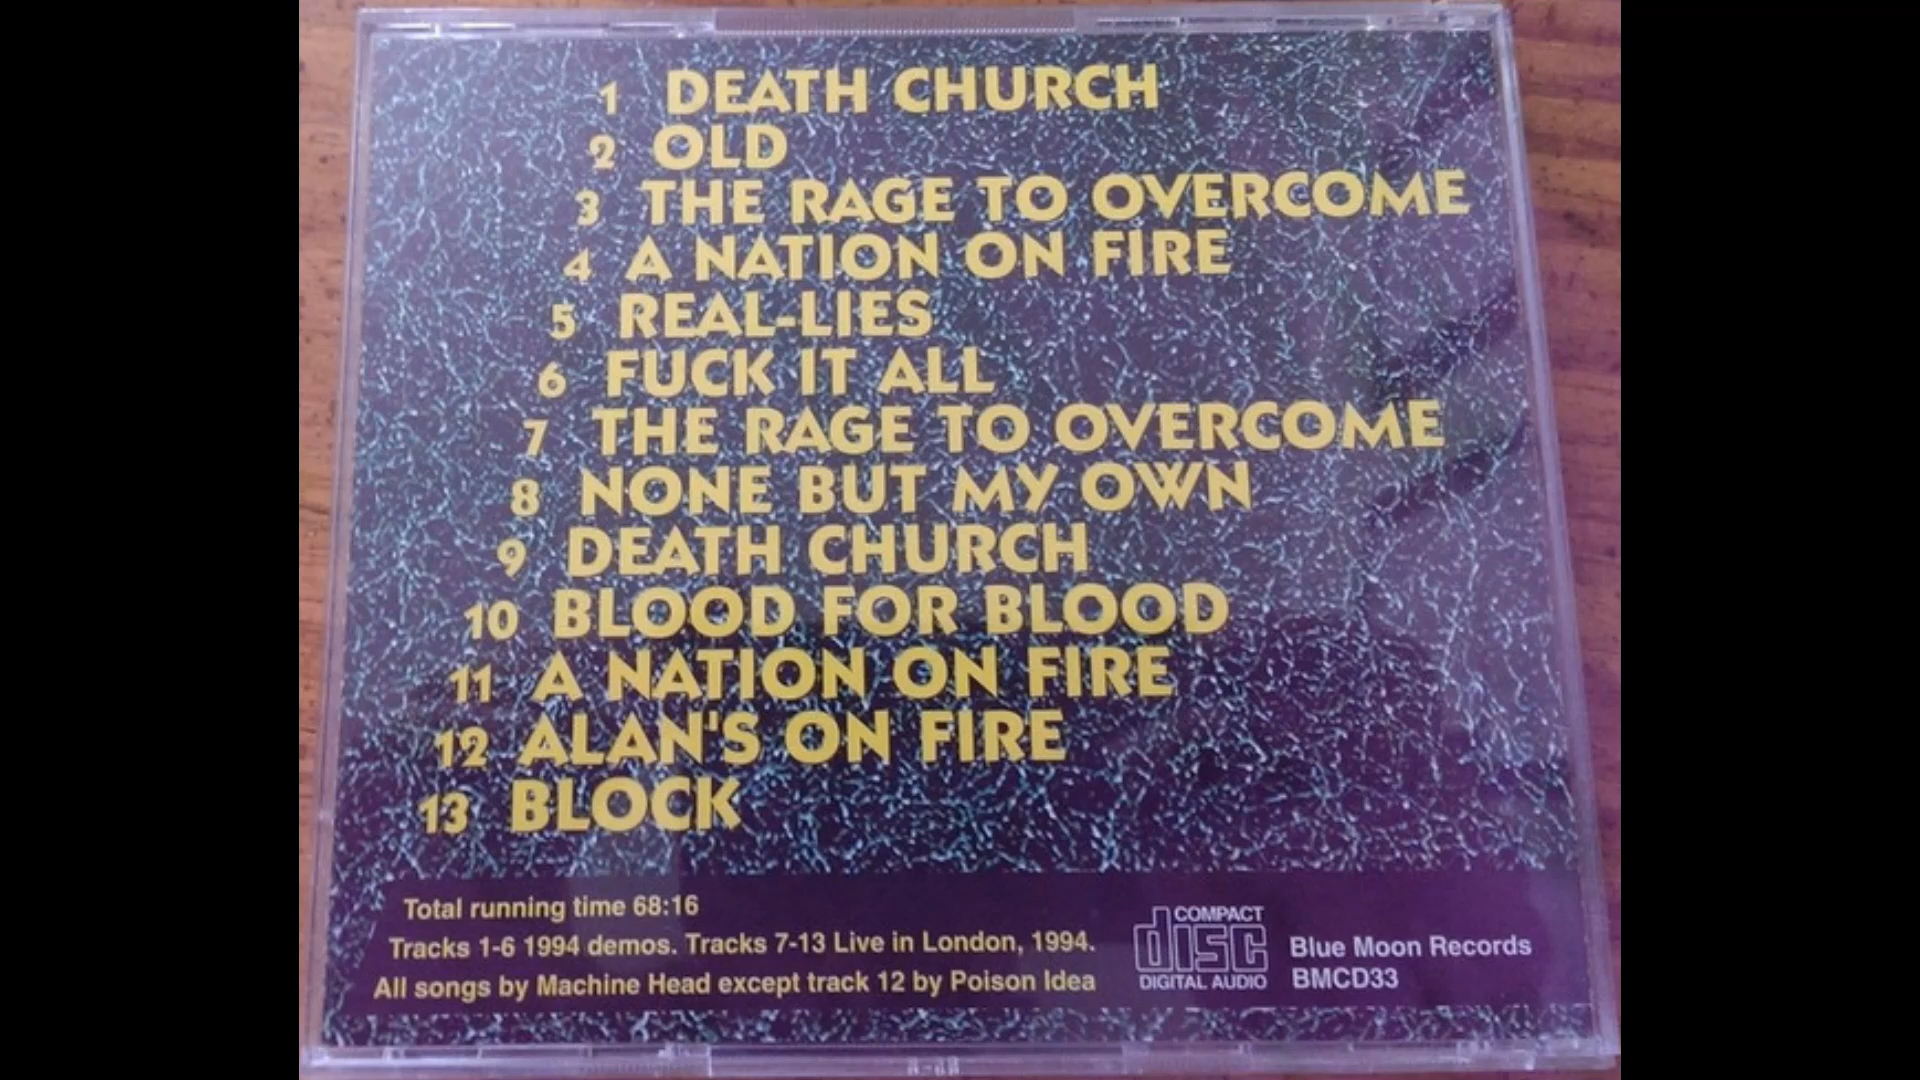 1 DEATH CHURCH
2 OLD
3 THE RAGE TO OVERCOME
4 A NATION ON FIRE
5 REAL-LIES
6 FUCK IT ALL
7 THE RAGE TO OVERCOME
8 NONE BUT MY OWN
9 DEATH CHURCH
10 BLOOD FOR BLOOD
11 A NATION ON FIRE
12 ALAN'S ON FIRE
13 BLOCK
Total running time 68:16
Tracks 1-6 1994 demos. Tracks 7-13 Live in London, 1994.
All songs by Machine Head except track 12 by Poison Idea
COMPACT
disc
DIGITAL AUDIO
Blue Moon Records
BMCD33